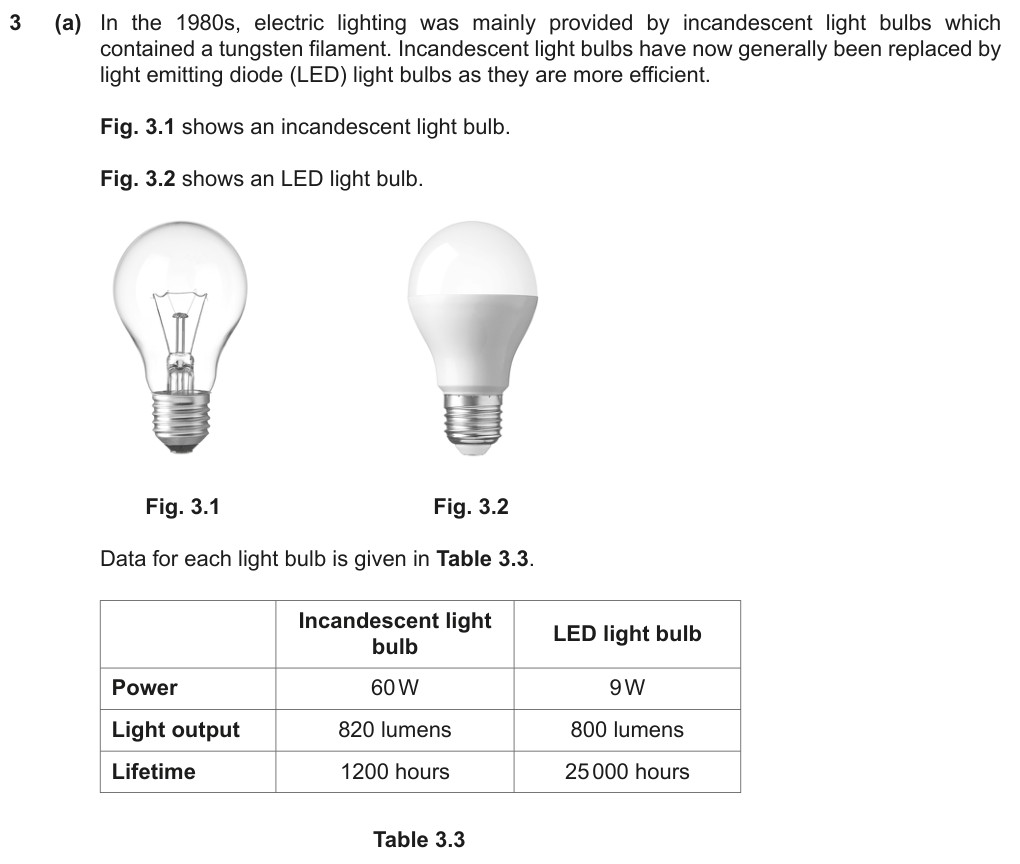 3 (a) In the 1980s, electric lighting was mainly provided by incandescent light bulbs which
contained a tungsten filament. Incandescent light bulbs have now generally been replaced by
light emitting diode (LED) light bulbs as they are more efficient.
Fig. 3.1 shows an incandescent light bulb.
Fig. 3.2 shows an LED light bulb.
Fig. 3.1 Fig. 3.2
Data for each light bulb is given in Table 3.3.
Incandescent light
bulb
LED light bulb
Power 60 W 9 W
Light output 820 lumens 800 lumens
Lifetime 1200 hours 25 000 hours
Table 3.3